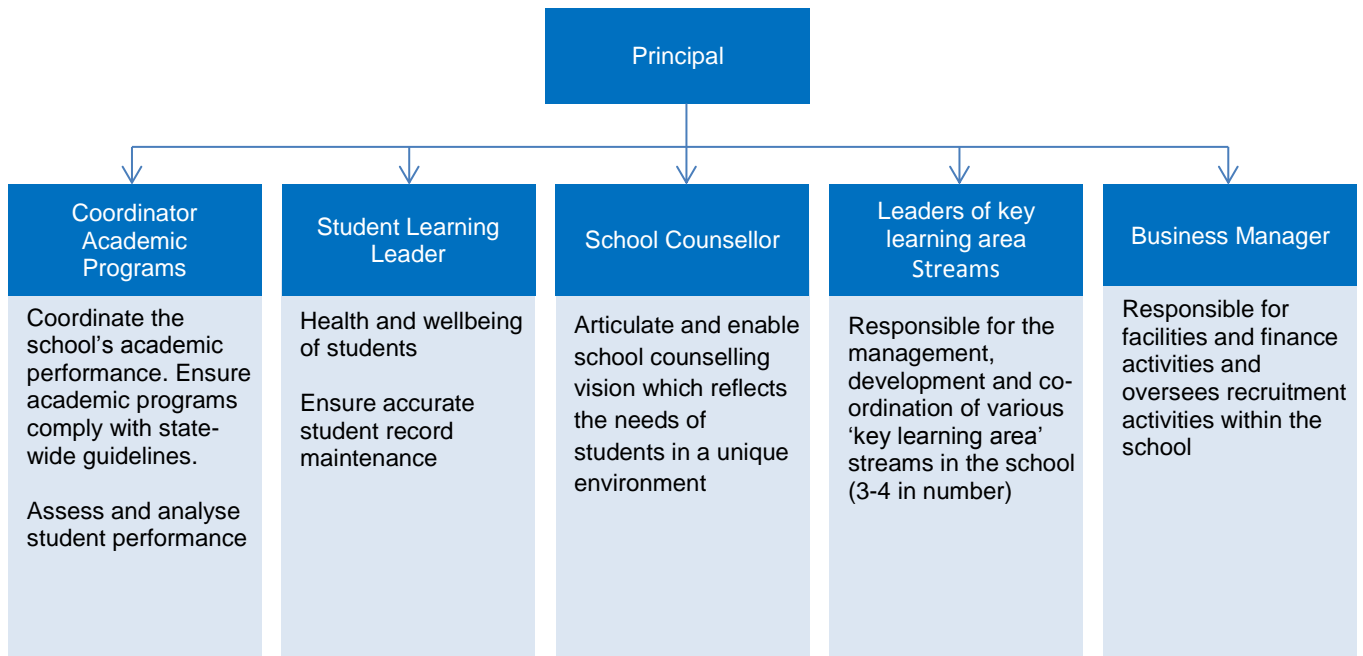 Principal
Coordinator
Academic
Programs
Coordinate the
school’s academic
performance. Ensure
academic programs
comply with state-
wide guidelines.
Assess and analyse
student performance
Student Learning
Leader
Health and wellbeing
of students
Ensure accurate
student record
maintenance
School Counsellor
Articulate and enable
school counselling
vision which reflects
the needs of
students in a unique
environment
Leaders of key
learning area
Streams
Responsible for the
management,
development and co-
ordination of various
‘key learning area’
streams in the school
(3-4 in number)
Business Manager
Responsible for
facilities and finance
activities and
oversees recruitment
activities within the
school